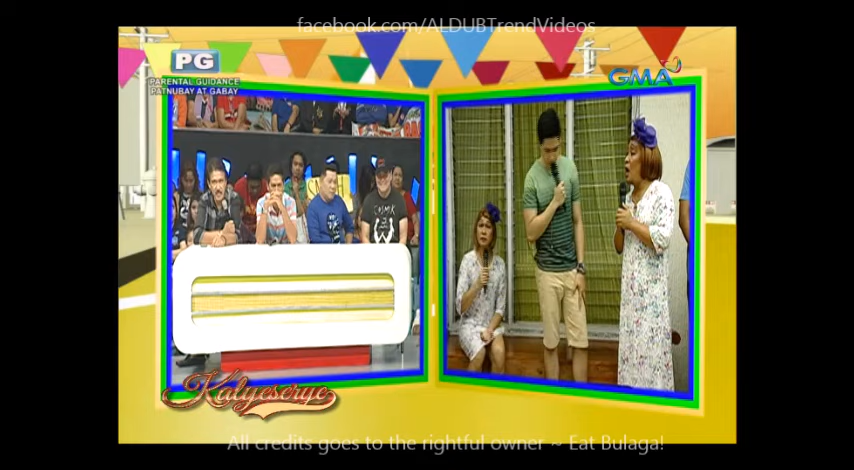 facebook.com/ALDUBTrendVideos
PG
PARENTAL GUIDANCE
PATNUBAY AT GABAY
GMA
Kalyeserye
All credits goes to the rightful owner ~ Eat Bulaga!